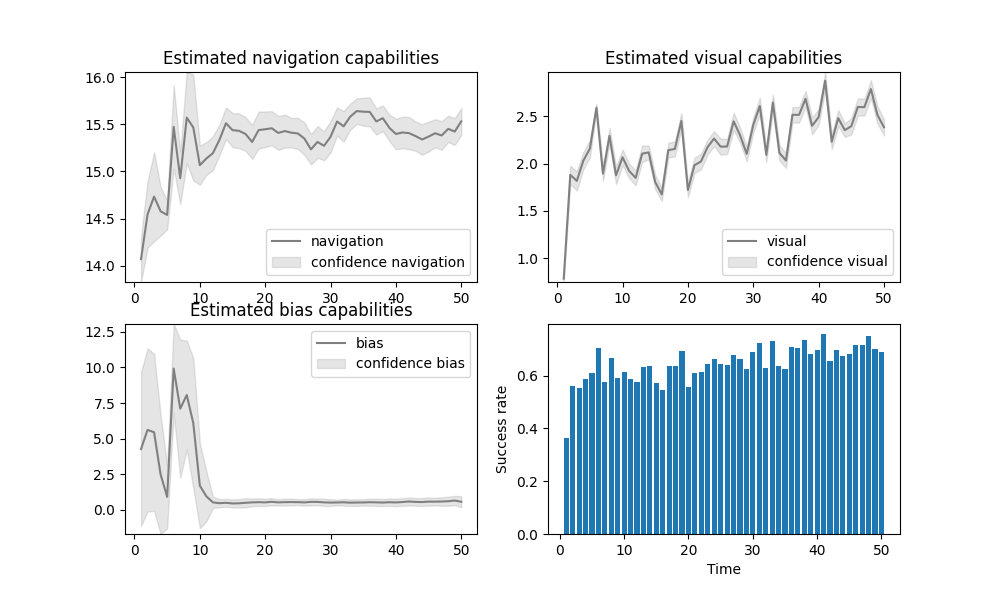 Estimated navigation capabilities
16.0
15.5
15.0
14.5
14.0
navigation
confidence navigation
0 10 20 30 40 50
Estimated visual capabilities
2.5
2.0
1.5
1.0
visual
confidence visual
0 10 20 30 40 50
Estimated bias capabilities
12.5
10.0
7.5
5.0
2.5
0.0
bias
confidence bias
0 10 20 30 40 50
Success rate
0.6
0.4
0.2
0.0
0 10 20 30 40 50
Time